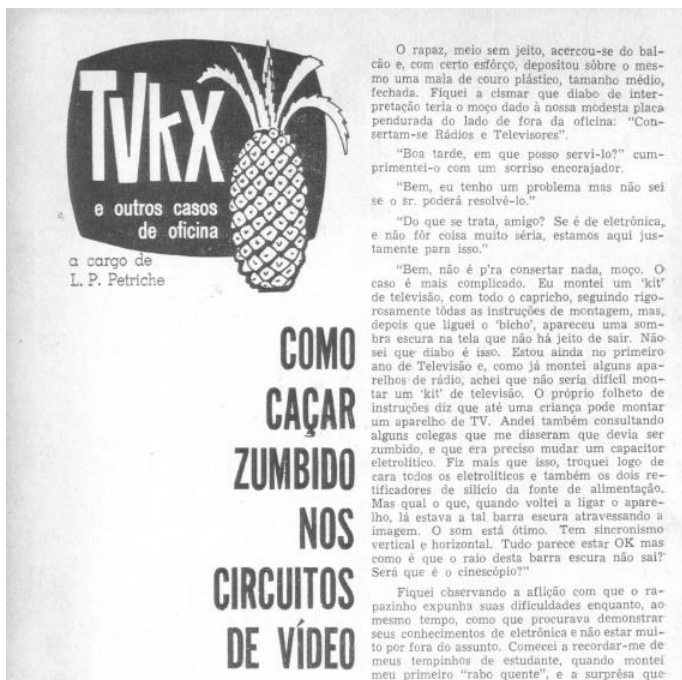 TVKX
e outros casos
de oficina
a cargo de
L. P. Petriche
COMO
CAÇAR
ZUMBIDO
NOS
CIRCUITOS
DE VÍDEO
O rapaz, meio sem jeito, acercou-se do bal-
cão e, com certo esfôrço, depositou sôbre o mes-
mo uma mala de couro plástico, tamanho médio,
fechada. Fiquei a cismar que diabo de inter-
pretação teria o moço dado à nossa modesta placa
pendurada do lado de fora da oficina: "Con-
sertam-se Rádios e Televisores".
"Boa tarde, em que posso servi-lo?" cum-
primentei-o com um sorriso encorajador.
"Bem, eu tenho um problema mas não sei
se o sr. poderá resolvê-lo."
"Do que se trata, amigo? Se é de eletrônica,
e não fôr coisa muito séria, estamos aqui jus-
tamente para isso."
"Bem, não é p'ra consertar nada, moço. O
caso é mais complicado. Eu montei um 'kit'
de televisão, com todo o capricho, seguindo rigo-
rosamente tôdas as instruções de montagem, mas,
depois que liguei o 'bicho', apareceu uma som-
bra escura na tela que não há jeito de sair. Não
sei que diabo é isso. Estou ainda no primeiro
ano de Televisão e, como já montei alguns apa-
relhos de rádio, achei que não seria difícil mon-
tar um 'kit' de televisão. O próprio folheto de
instruções diz que até uma criança pode montar
um aparelho de TV. Andei também consultando
alguns colegas que me disseram que devia ser
zumbido, e que era preciso mudar um capacitor
eletrolítico. Fiz mais que isso, troquei logo de
cara todos os eletrolíticos e também os dois re-
tificadores de silício da fonte de alimentação.
Mas qual o que, quando voltei a ligar o apare-
lho, lá estava a tal barra escura atravessando a
imagem. O som está ótimo. Tem sincronismo
vertical e horizontal. Tudo parece estar OK mas
como é que o raio desta barra escura não sai?
Será que é o cinescópio?"
Fiquei observando a aflição com que o ra-
pazinho expunha suas dificuldades enquanto, ao
mesmo tempo, como que procurava demonstrar
seus conhecimentos de eletrônica e não estar mui-
to por fora do assunto. Comecei a recordar-me de
meus tempinhos de estudante, quando montei
meu primeiro "rabo quente", e a surprêsa que